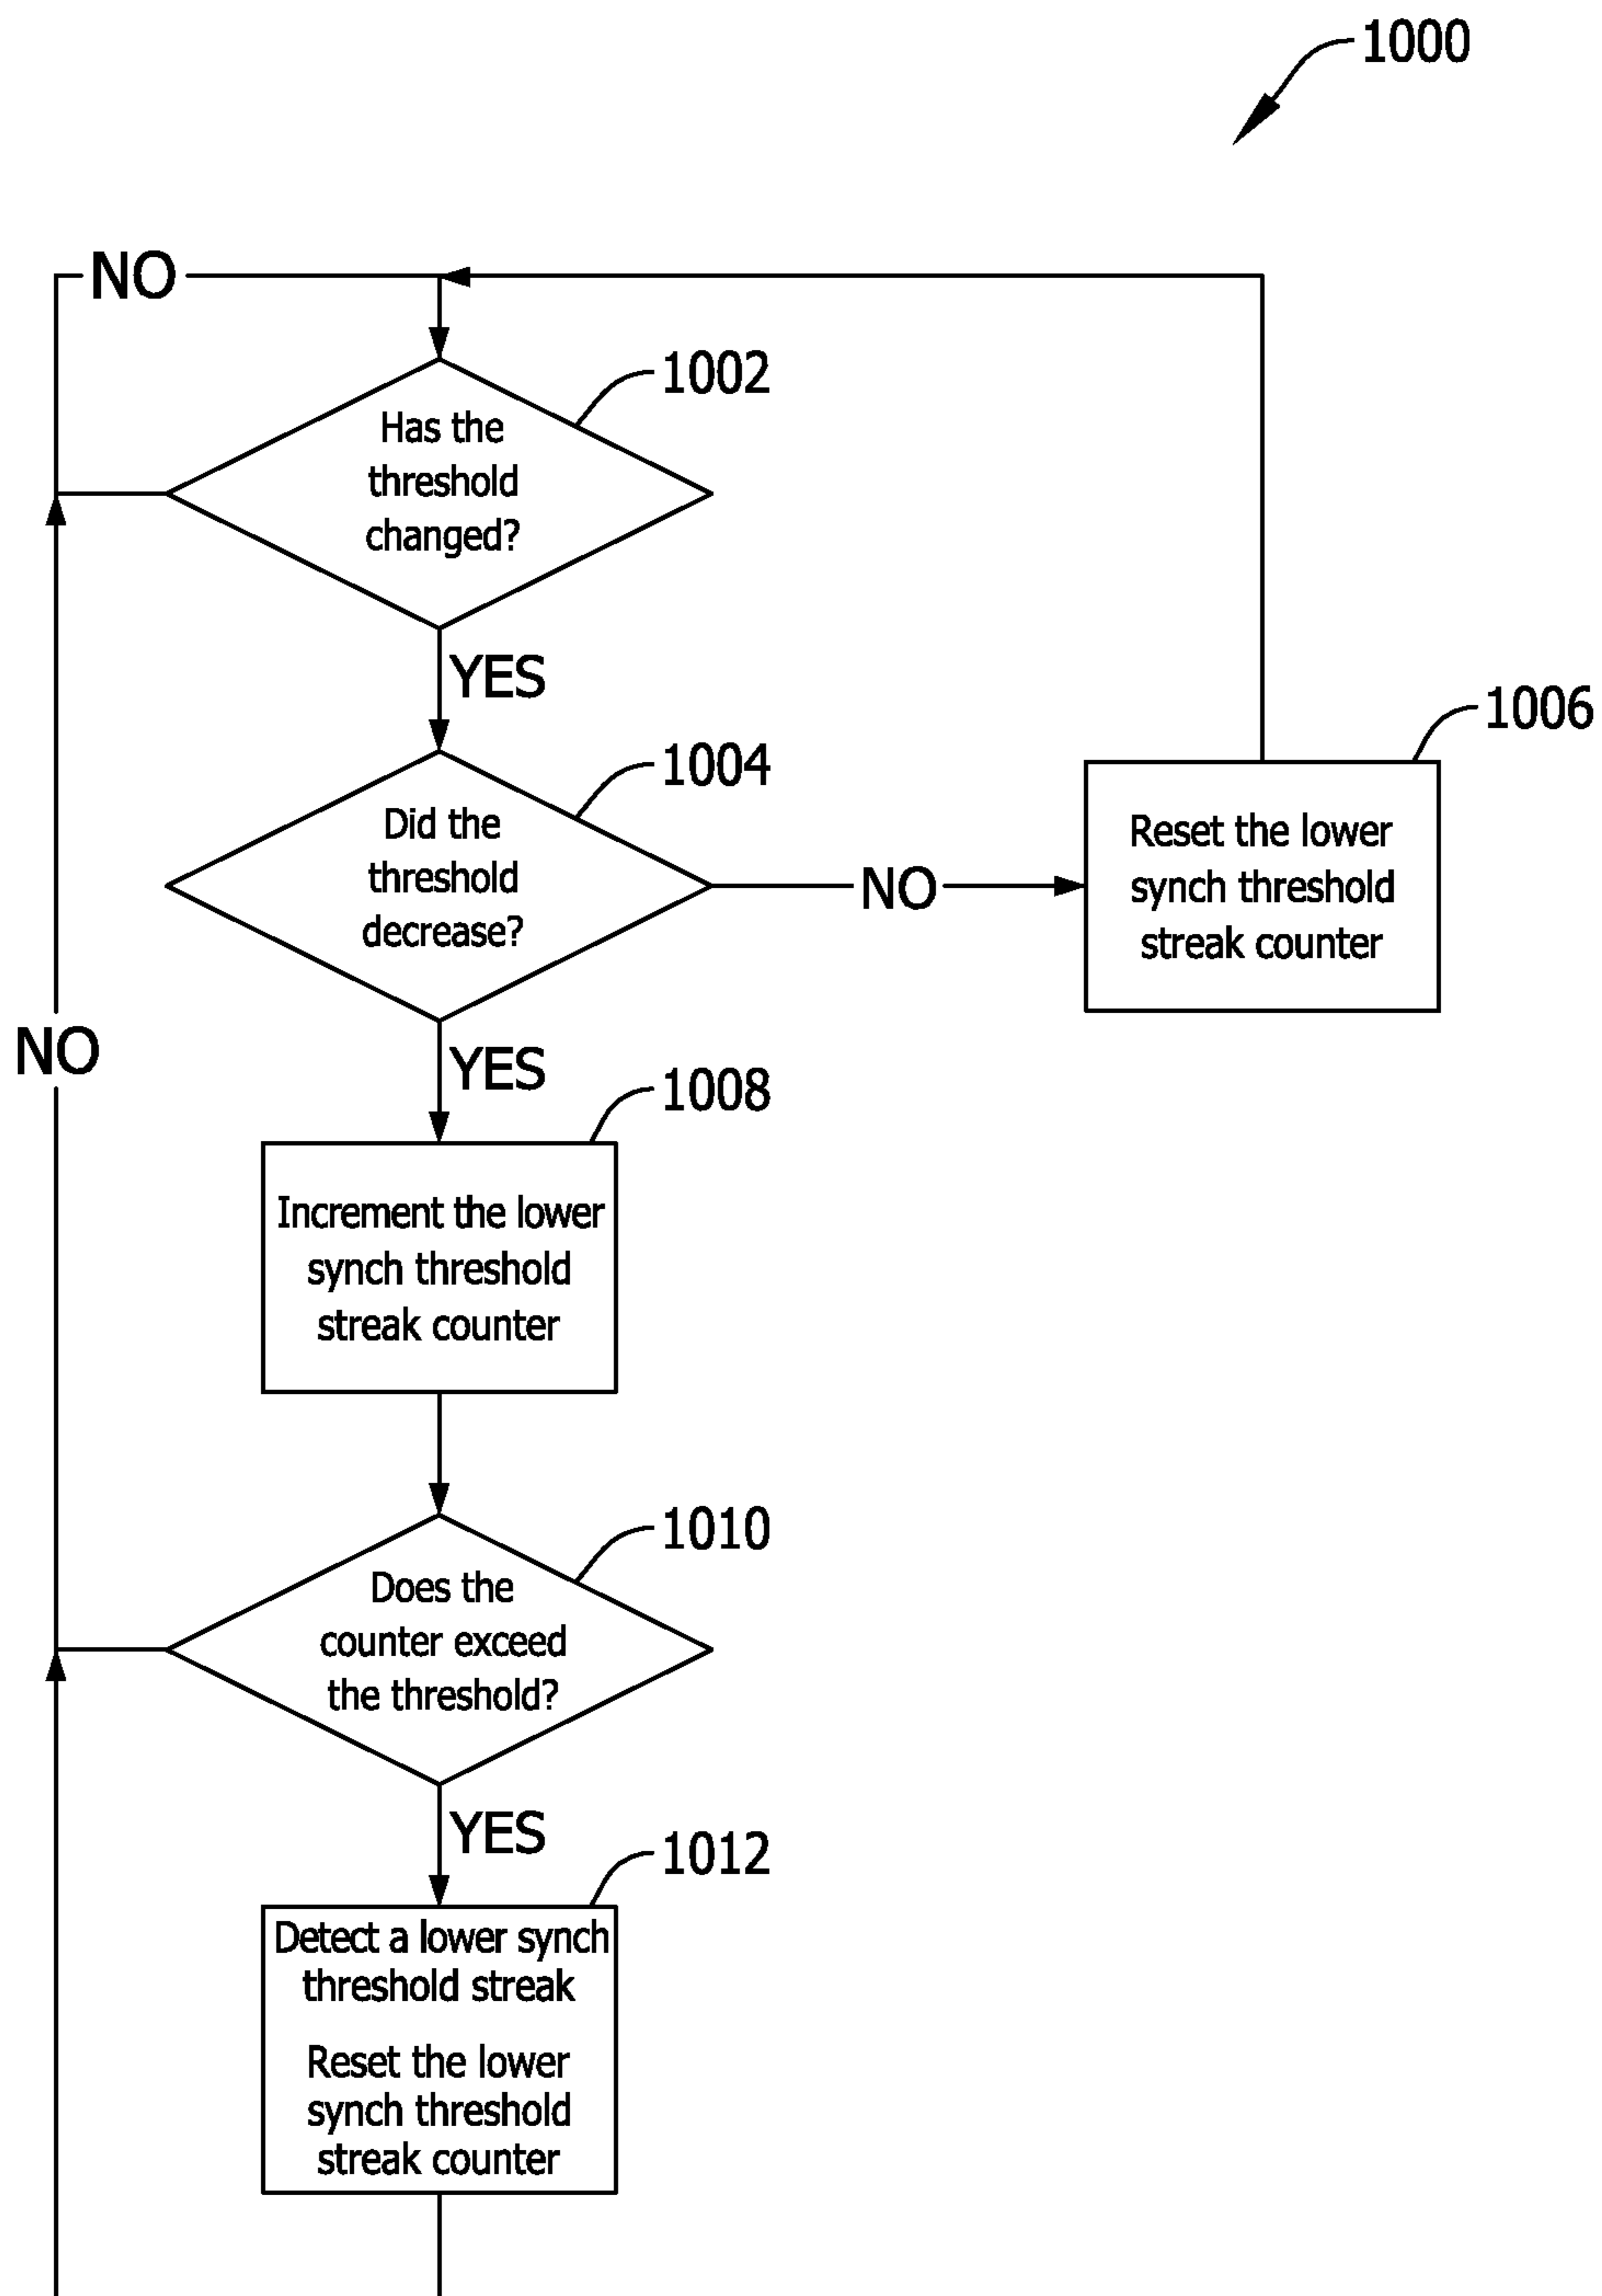 1000
NO
1002
Has the
threshold
changed?
YES
1004
Did the
threshold
decrease?
NO
1006
Reset the lower
synch threshold
streak counter
NO
YES
1008
Increment the lower
synch threshold
streak counter
1010
Does the
counter exceed
the threshold?
YES
1012
Detect a lower synch
threshold streak
Reset the lower
synch threshold
streak counter